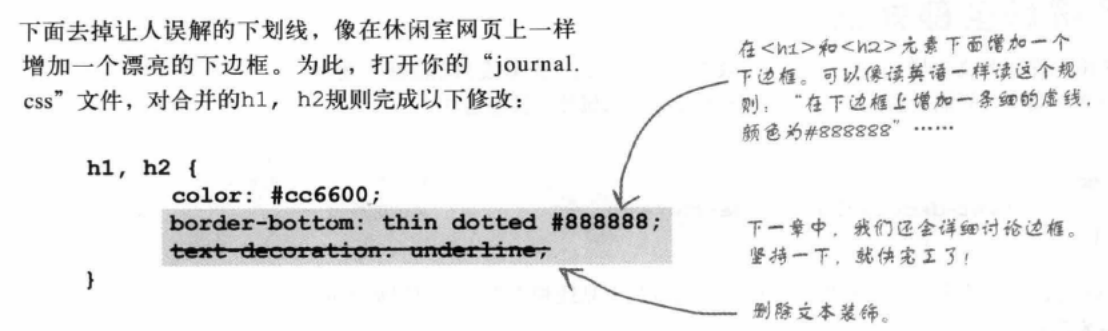 下面去掉让人误解的下划线，像在休闲室网页上一样
增加一个漂亮的下边框。为此，打开你的“journal.
css”文件，对合并的h1, h2规则完成以下修改：
在<h1>和<h2>元素下面增加一个
下边框。可以像读英语一样读这个规
则：“在下边框上增加一条细的虚线，
颜色为#888888”……
h1, h2 {
color: #cc6600;
border-bottom: thin dotted #888888;
text-decoration: underline;
}
下一章中，我们还会详细讨论边框。
坚持一下，就快完工了！
删除文本装饰。